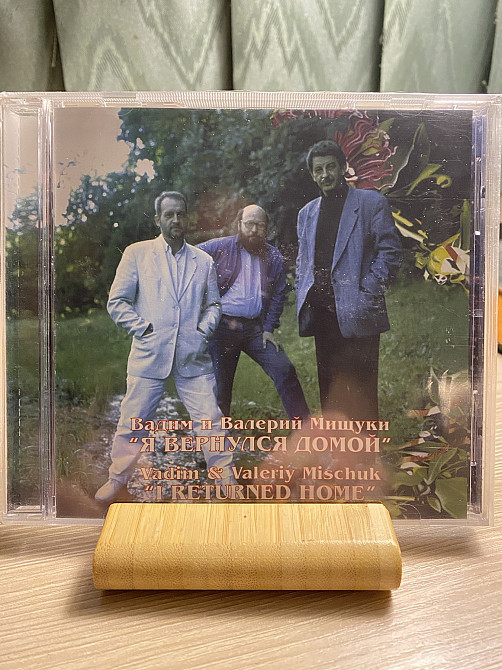 Вадим и Валерий Мищуки
"Я ВЕРНУЛСЯ ДОМОЙ"
Vadim & Valeriy Mischuk
"I RETURNED HOME"